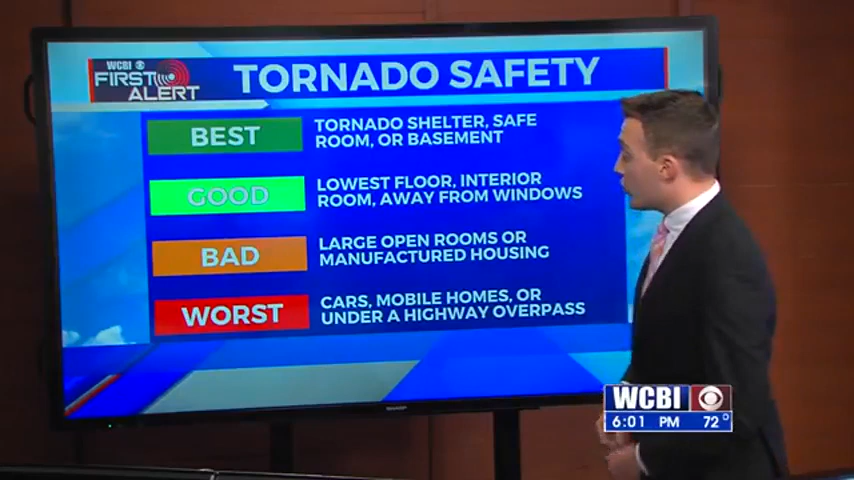 WCBI
FIRST
ALERT
TORNADO SAFETY
BEST
TORNADO SHELTER, SAFE
ROOM, OR BASEMENT
GOOD
LOWEST FLOOR, INTERIOR
ROOM, AWAY FROM WINDOWS
BAD
LARGE OPEN ROOMS OR
MANUFACTURED HOUSING
WORST
CARS, MOBILE HOMES, OR
UNDER A HIGHWAY OVERPASS
SHARP
WCBI
6:01 PM 72°